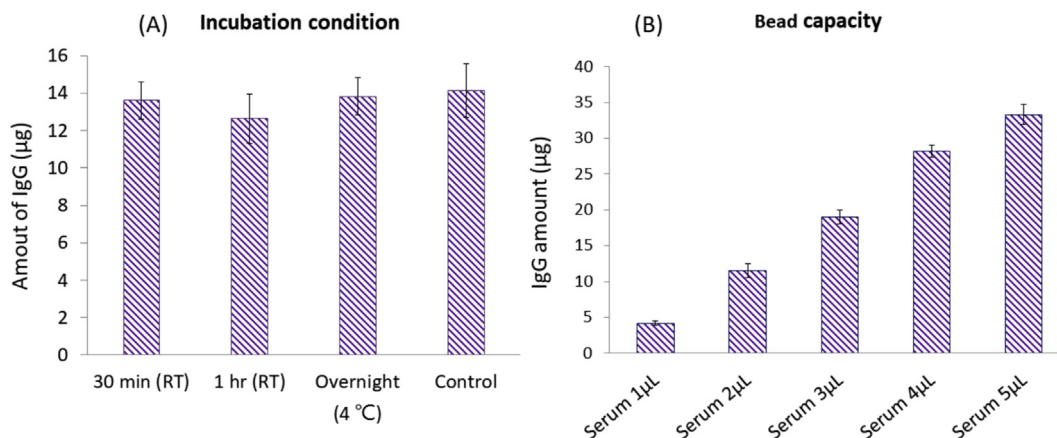 (A) Incubation condition
Amout of IgG (µg)
16
14
12
10
8
6
4
2
0
30 min (RT) 1 hr (RT) Overnight Control
(4 ℃)
(B) Bead capacity
IgG amount (µg)
40
35
30
25
20
15
10
5
0
Serum 1µL
Serum 2µL
Serum 3µL
Serum 4µL
Serum 5µL